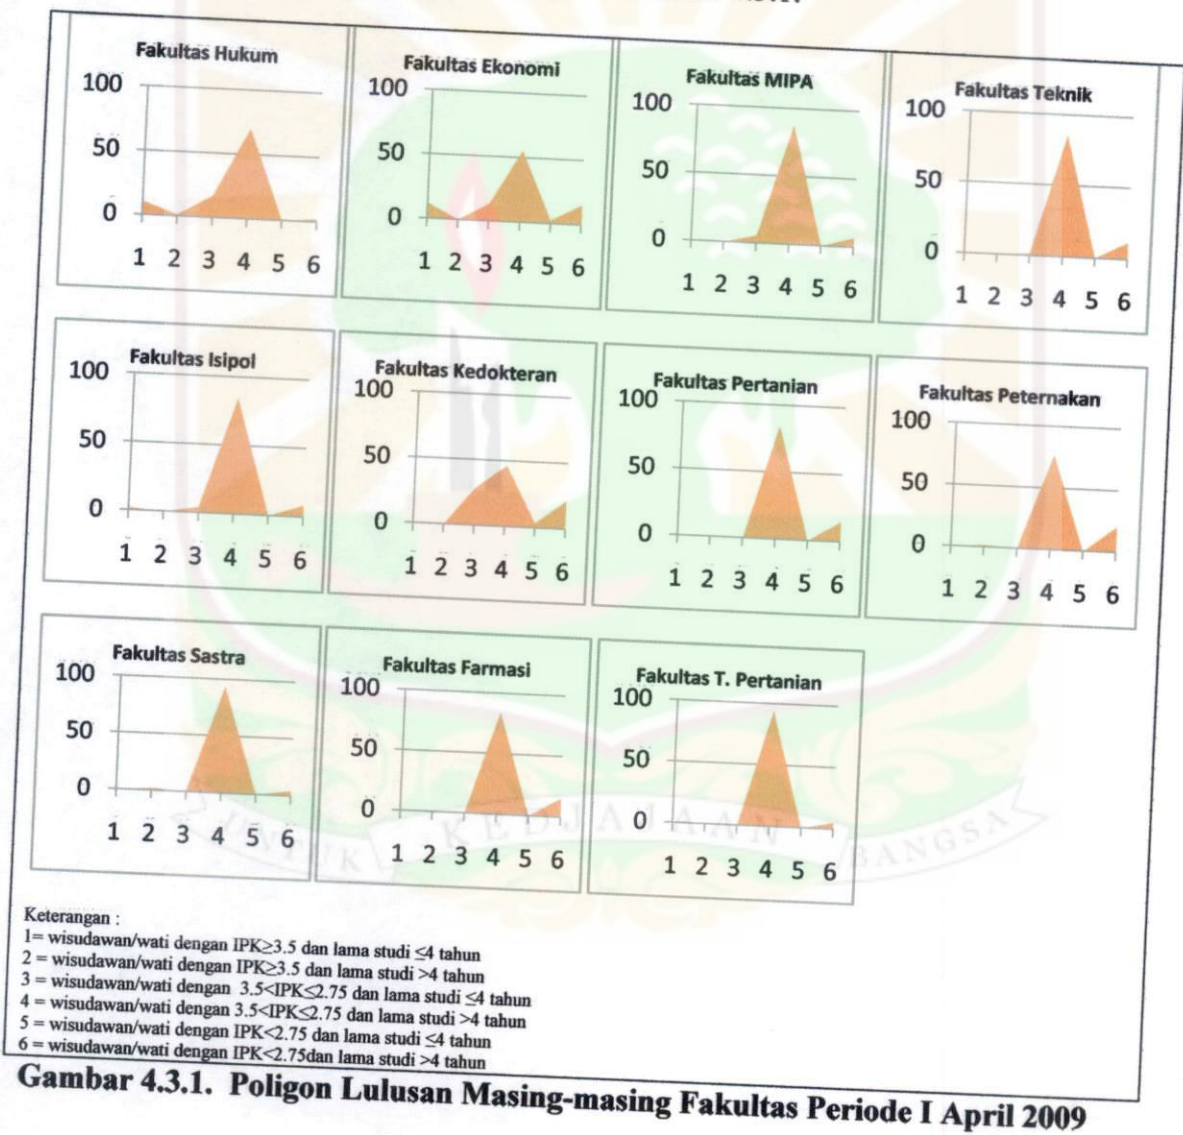 Fakultas Hukum
100
50
0
1 2 3 4 5 6
Fakultas Ekonomi
100
50
0
1 2 3 4 5 6
Fakultas MIPA
100
50
0
1 2 3 4 5 6
Fakultas Teknik
100
50
0
1 2 3 4 5 6
Fakultas Isipol
100
50
0
1 2 3 4 5 6
Fakultas Kedokteran
100
50
0
1 2 3 4 5 6
Fakultas Pertanian
100
50
0
1 2 3 4 5 6
Fakultas Peternakan
100
50
0
1 2 3 4 5 6
Fakultas Sastra
100
50
0
1 2 3 4 5 6
Fakultas Farmasi
100
50
0
1 2 3 4 5 6
Fakultas T. Pertanian
100
50
0
1 2 3 4 5 6
UNTUK KEDJAJAAN BANGSA
Keterangan :
1= wisudawan/wati dengan IPK≥3.5 dan lama studi ≤4 tahun
2 = wisudawan/wati dengan IPK≥3.5 dan lama studi >4 tahun
3 = wisudawan/wati dengan 3.5<IPK≤2.75 dan lama studi ≤4 tahun
4 = wisudawan/wati dengan 3.5<IPK≤2.75 dan lama studi >4 tahun
5 = wisudawan/wati dengan IPK<2.75 dan lama studi ≤4 tahun
6 = wisudawan/wati dengan IPK<2.75dan lama studi >4 tahun
Gambar 4.3.1. Poligon Lulusan Masing-masing Fakultas Periode I April 2009